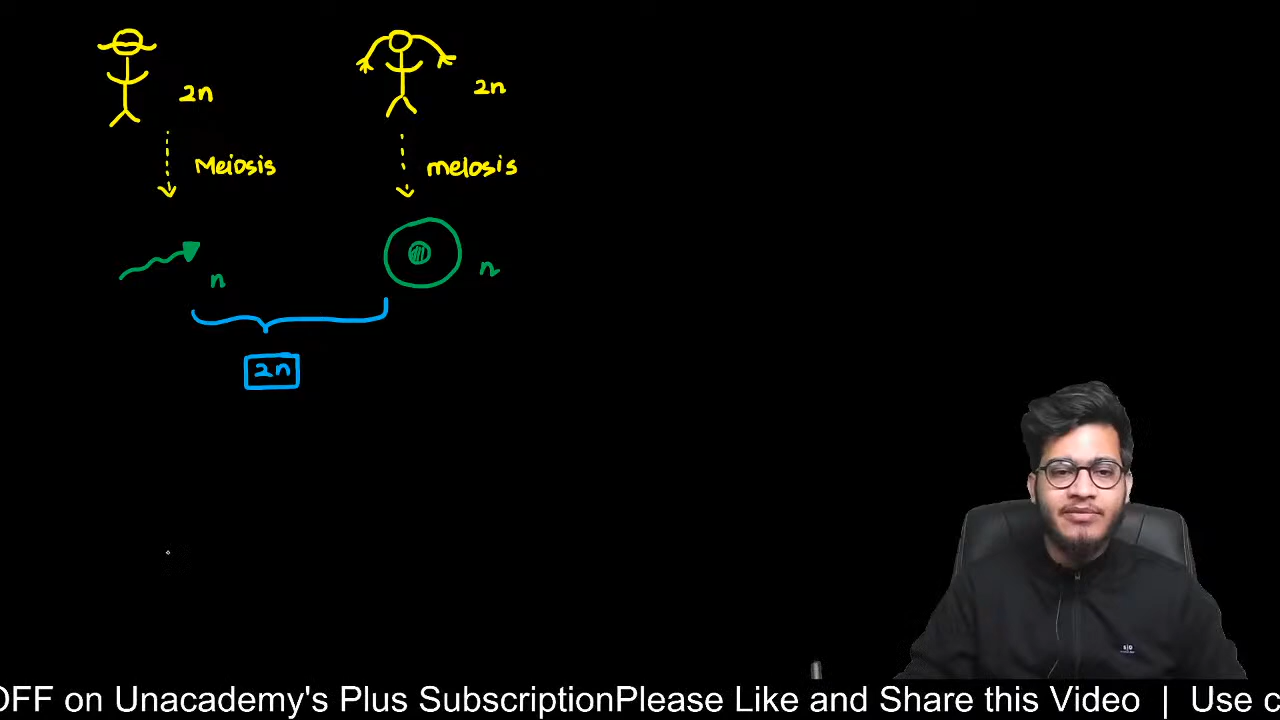 2n
2n
Meiosis
meiosis
n
n
2n
OFF on Unacademy's Plus SubscriptionPlease Like and Share this Video | Use c